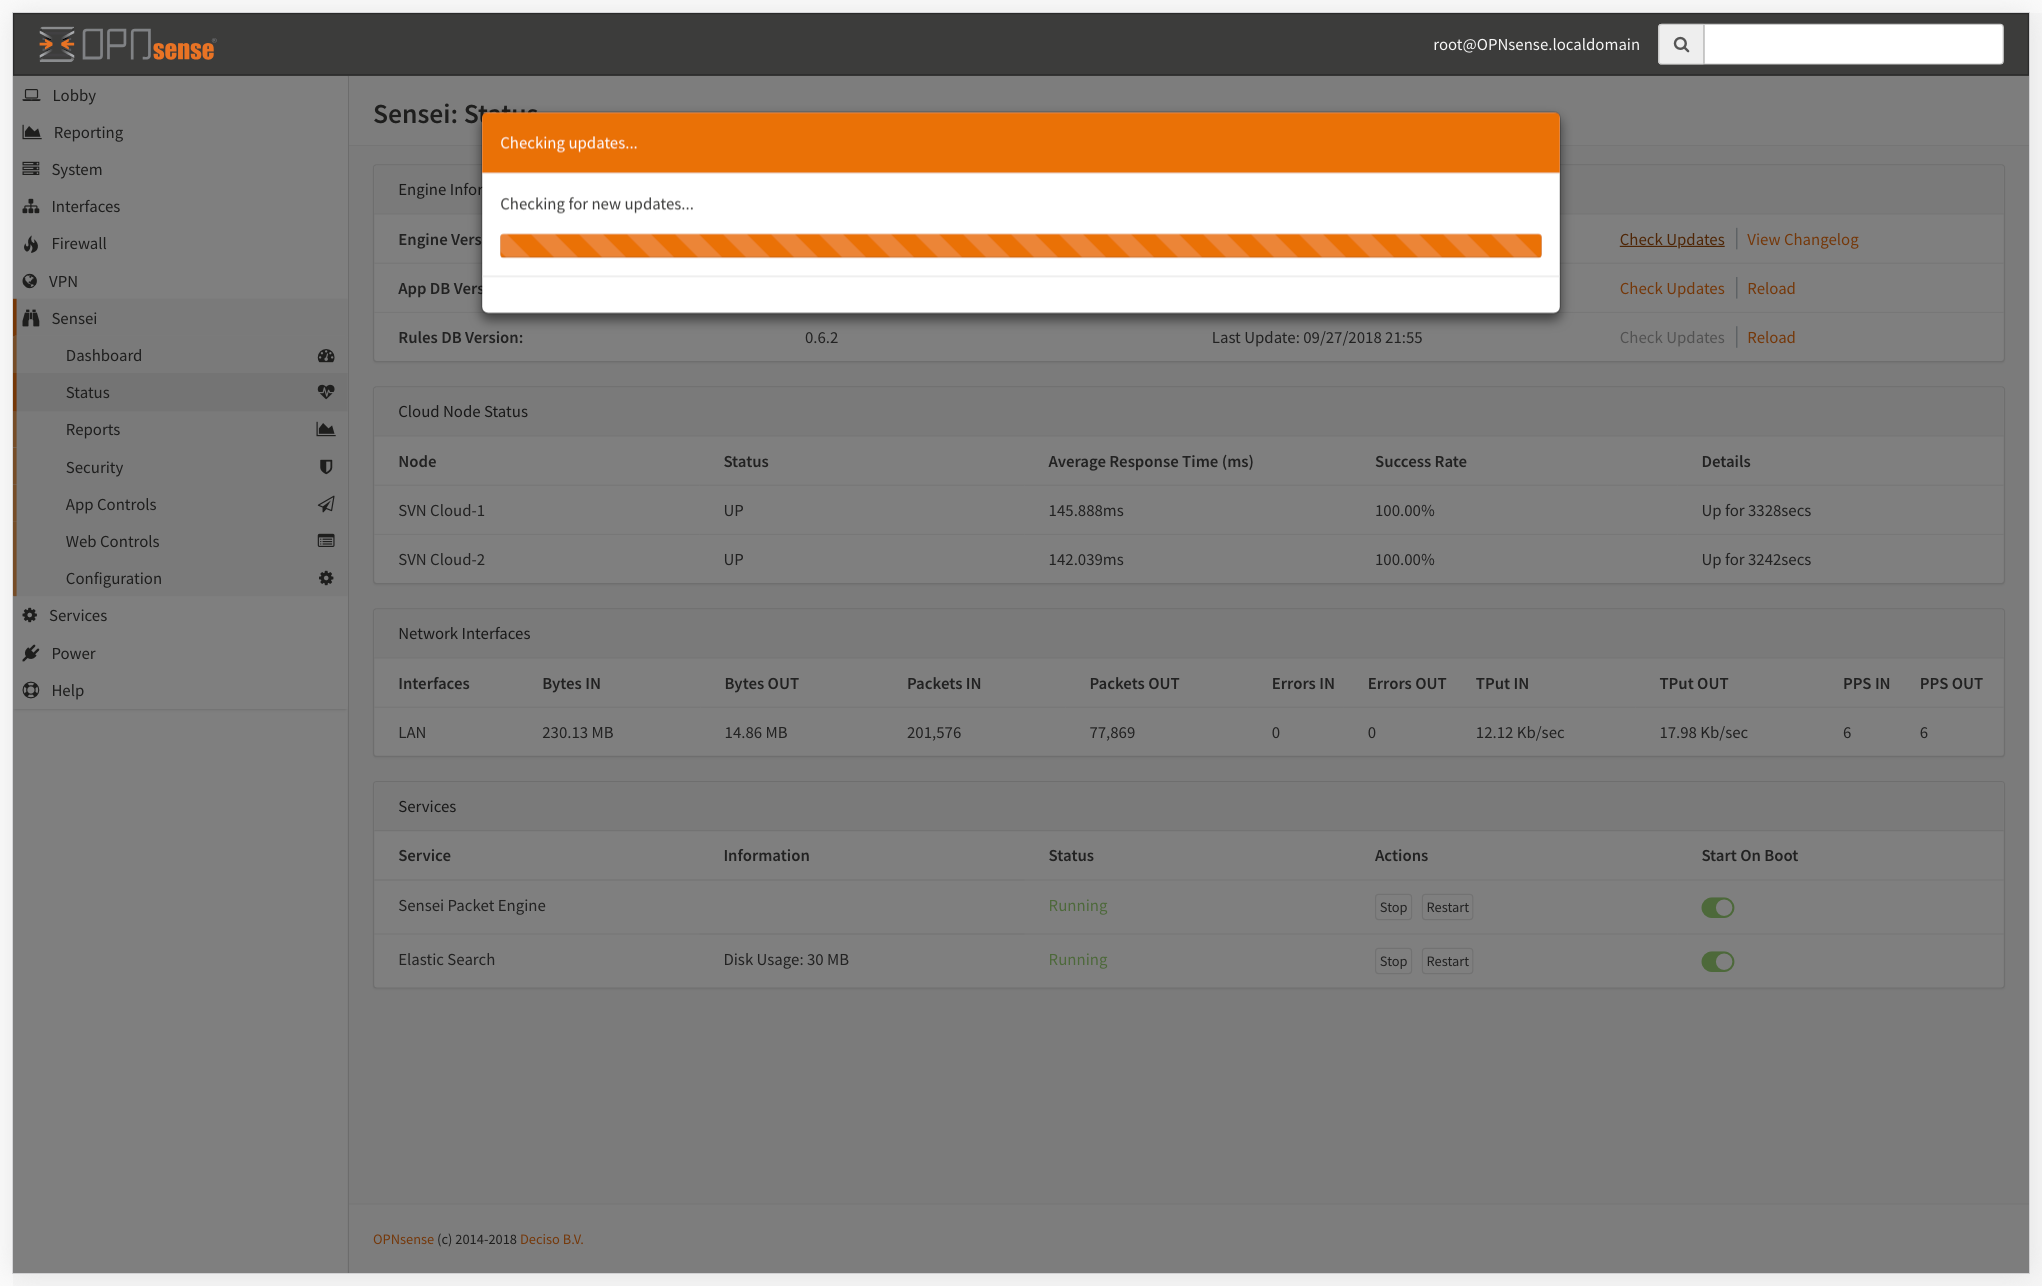 OPNsense
root@OPNsense.localdomain
Lobby
Reporting
System
Interfaces
Firewall
VPN
Sensei
Dashboard
Status
Reports
Security
App Controls
Web Controls
Configuration
Services
Power
Help
Sensei: Status
Checking updates...
Checking for new updates...
Engine Infor
Engine Vers Check Updates View Changelog
App DB Vers Check Updates Reload
Rules DB Version: 0.6.2 Last Update: 09/27/2018 21:55 Check Updates Reload
Cloud Node Status
Node Status Average Response Time (ms) Success Rate Details
SVN Cloud-1 UP 145.888ms 100.00% Up for 3328secs
SVN Cloud-2 UP 142.039ms 100.00% Up for 3242secs
Network Interfaces
Interfaces Bytes IN Bytes OUT Packets IN Packets OUT Errors IN Errors OUT TPut IN TPut OUT PPS IN PPS OUT
LAN 230.13 MB 14.86 MB 201,576 77,869 0 0 12.12 Kb/sec 17.98 Kb/sec 6 6
Services
Service Information Status Actions Start On Boot
Sensei Packet Engine Running Stop Restart
Elastic Search Disk Usage: 30 MB Running Stop Restart
OPNsense (c) 2014-2018 Deciso B.V.